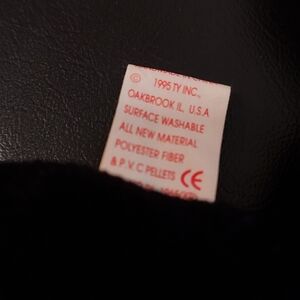 ©
1995 TY INC.,
OAKBROOK IL, U.S.A
SURFACE WASHABLE
ALL NEW MATERIAL
POLYESTER FIBER
& P.V.C PELLETS CE